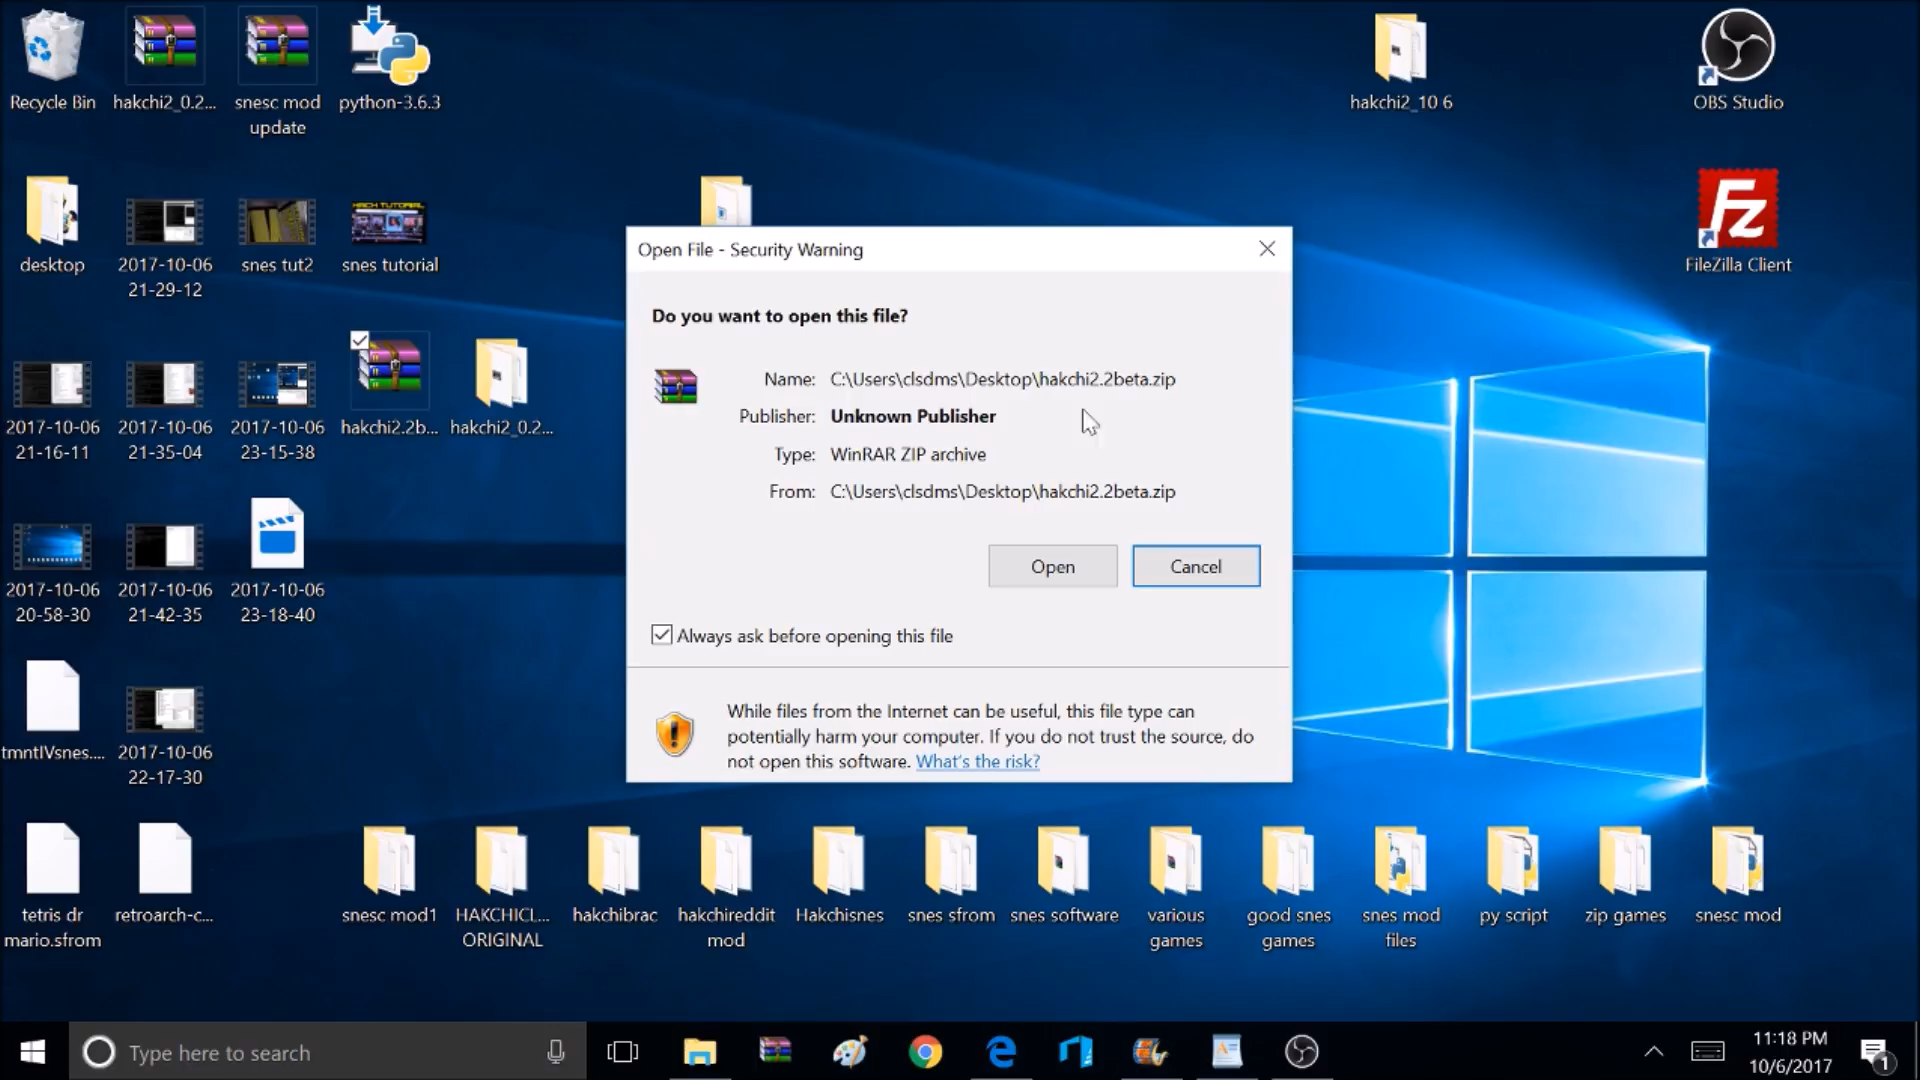 Recycle Bin
hakchi2_0.2...
snesc mod
update
python-3.6.3
hakchi2_10 6
OBS Studio
desktop
2017-10-06
21-29-12
snes tut2
snes tutorial
FileZilla Client
2017-10-06
21-16-11
2017-10-06
21-35-04
2017-10-06
23-15-38
hakchi2.2b...
hakchi2_0.2...
2017-10-06
20-58-30
2017-10-06
21-42-35
2017-10-06
23-18-40
tmntIVsnes....
2017-10-06
22-17-30
Open File - Security Warning
Do you want to open this file?
Name: C:\Users\clsdms\Desktop\hakchi2.2beta.zip
Publisher: Unknown Publisher
Type: WinRAR ZIP archive
From: C:\Users\clsdms\Desktop\hakchi2.2beta.zip
Open
Cancel
Always ask before opening this file
While files from the Internet can be useful, this file type can
potentially harm your computer. If you do not trust the source, do
not open this software. What's the risk?
tetris dr
mario.sfrom
retroarch-c...
snesc mod1
HAKCHICL...
ORIGINAL
hakchibrac
hakchireddit
mod
Hakchisnes
snes sfrom
snes software
various
games
good snes
games
snes mod
files
py script
zip games
snesc mod
Type here to search
11:18 PM
10/6/2017
1